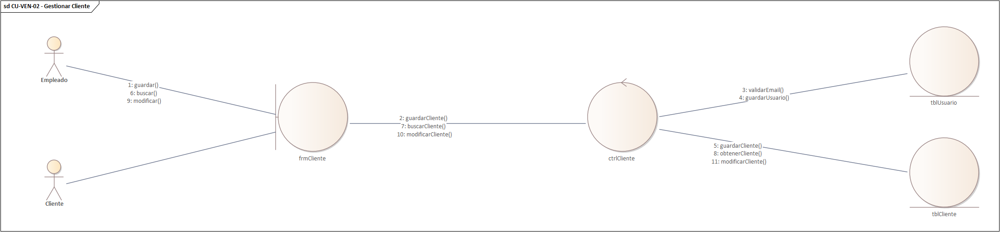 sd CU-VEN-02 - Gestionar Cliente
Empleado
1: guardar()
6: buscar()
9: modificar()
Cliente
frmCliente
2: guardarCliente()
7: buscarCliente()
10: modificarCliente()
ctrlCliente
3: validarEmail()
4: guardarUsuario()
tblUsuario
5: guardarCliente()
8: obtenerCliente()
11: modificarCliente()
tblCliente